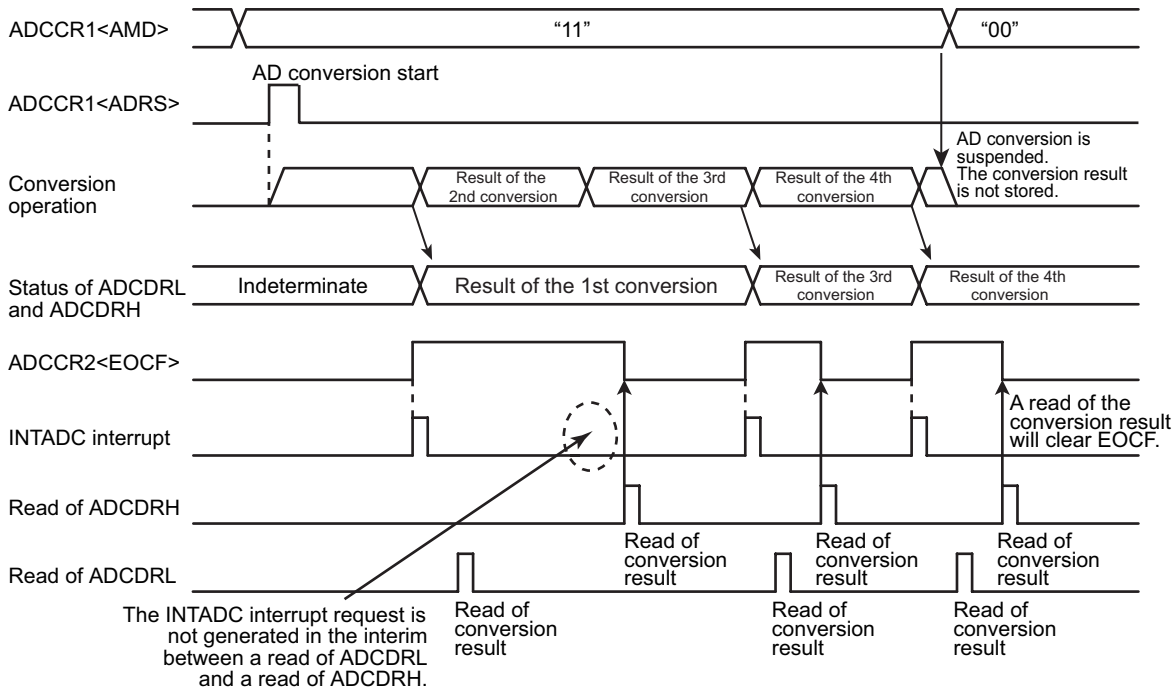 ADCCR1<AMD>
“11”
“00”
AD conversion start
ADCCR1<ADRS>
AD conversion is
suspended.
The conversion result
is not stored.
Conversion
operation
Result of the
2nd conversion
Result of the 3rd
conversion
Result of the 4th
conversion
Status of ADCDRL
and ADCDRH
Indeterminate
Result of the 1st conversion
Result of the 3rd
conversion
Result of the 4th
conversion
ADCCR2<EOCF>
A read of the
conversion result
will clear EOCF.
INTADC interrupt
Read of ADCDRH
Read of
conversion
result
Read of
conversion
result
Read of
conversion
result
Read of ADCDRL
The INTADC interrupt request is
not generated in the interim
between a read of ADCDRL
and a read of ADCDRH.
Read of
conversion
result
Read of
conversion
result
Read of
conversion
result